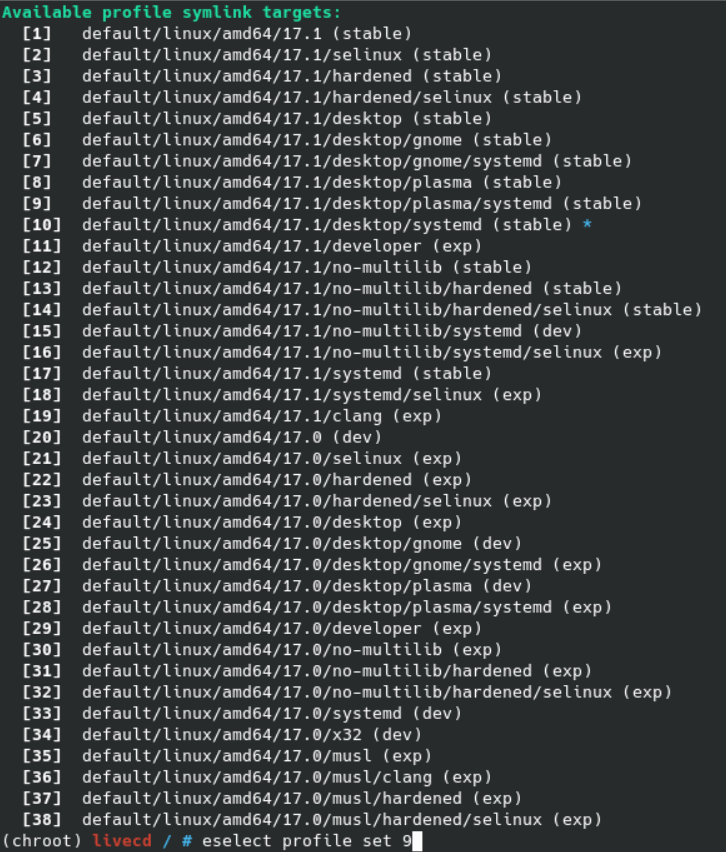 Available profile symlink targets:
[1] default/linux/amd64/17.1 (stable)
[2] default/linux/amd64/17.1/selinux (stable)
[3] default/linux/amd64/17.1/hardened (stable)
[4] default/linux/amd64/17.1/hardened/selinux (stable)
[5] default/linux/amd64/17.1/desktop (stable)
[6] default/linux/amd64/17.1/desktop/gnome (stable)
[7] default/linux/amd64/17.1/desktop/gnome/systemd (stable)
[8] default/linux/amd64/17.1/desktop/plasma (stable)
[9] default/linux/amd64/17.1/desktop/plasma/systemd (stable)
[10] default/linux/amd64/17.1/desktop/systemd (stable) *
[11] default/linux/amd64/17.1/developer (exp)
[12] default/linux/amd64/17.1/no-multilib (stable)
[13] default/linux/amd64/17.1/no-multilib/hardened (stable)
[14] default/linux/amd64/17.1/no-multilib/hardened/selinux (stable)
[15] default/linux/amd64/17.1/no-multilib/systemd (dev)
[16] default/linux/amd64/17.1/no-multilib/systemd/selinux (exp)
[17] default/linux/amd64/17.1/systemd (stable)
[18] default/linux/amd64/17.1/systemd/selinux (exp)
[19] default/linux/amd64/17.1/clang (exp)
[20] default/linux/amd64/17.0 (dev)
[21] default/linux/amd64/17.0/selinux (exp)
[22] default/linux/amd64/17.0/hardened (exp)
[23] default/linux/amd64/17.0/hardened/selinux (exp)
[24] default/linux/amd64/17.0/desktop (exp)
[25] default/linux/amd64/17.0/desktop/gnome (dev)
[26] default/linux/amd64/17.0/desktop/gnome/systemd (exp)
[27] default/linux/amd64/17.0/desktop/plasma (dev)
[28] default/linux/amd64/17.0/desktop/plasma/systemd (exp)
[29] default/linux/amd64/17.0/developer (exp)
[30] default/linux/amd64/17.0/no-multilib (exp)
[31] default/linux/amd64/17.0/no-multilib/hardened (exp)
[32] default/linux/amd64/17.0/no-multilib/hardened/selinux (exp)
[33] default/linux/amd64/17.0/systemd (dev)
[34] default/linux/amd64/17.0/x32 (dev)
[35] default/linux/amd64/17.0/musl (exp)
[36] default/linux/amd64/17.0/musl/clang (exp)
[37] default/linux/amd64/17.0/musl/hardened (exp)
[38] default/linux/amd64/17.0/musl/hardened/selinux (exp)
(chroot) livecd / # eselect profile set 9